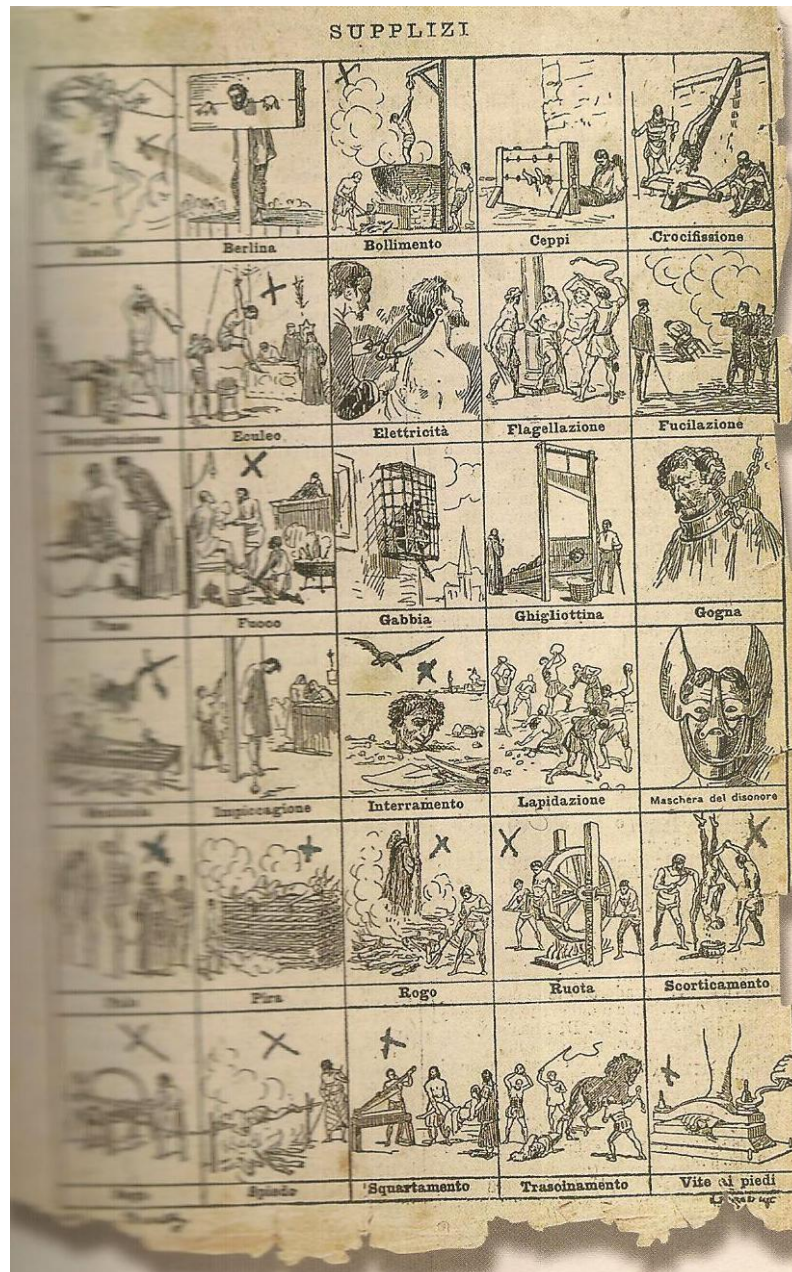 SUPPLIZI
Berlina Bollimento Ceppi Crocifissione
Eculeo Elettricità Flagellazione Fucilazione
Fuoco Gabbia Ghigliottina Gogna
Impiccagione Interramento Lapidazione Maschera del disonore
Pira Rogo Ruota Scorticamento
Spiedo Squartamento Trascinamento Vite ai piedi